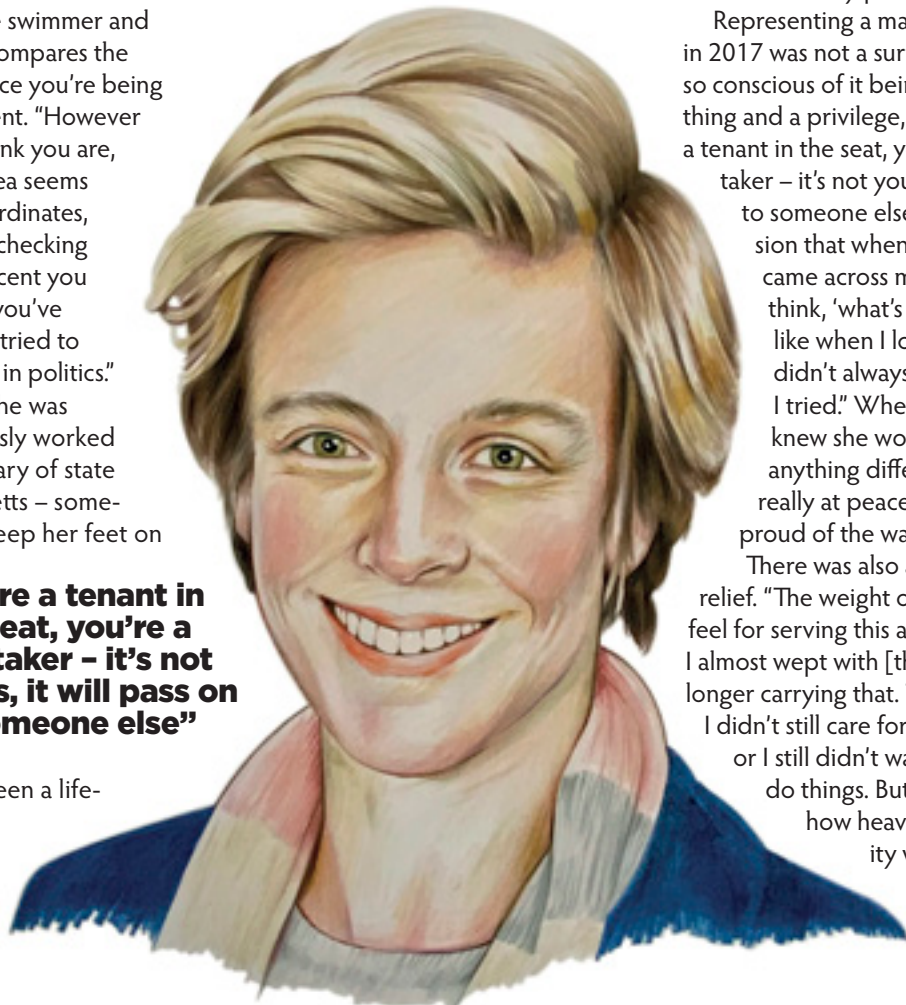 swimmer and
ompares the
ce you're being
nt. “However
nk you are,
ea seems
rdinates,
checking
cent you
you've
tried to
in politics.”
ne was
sly worked
ary of state
etts – some-
eep her feet on
re a tenant in
eat, you're a
taker – it's not
s, it will pass on
omeone else”
een a life-
Representing a ma
in 2017 was not a sur
so conscious of it bein
thing and a privilege,
a tenant in the seat, y
taker – it's not you
to someone else
sion that when
came across m
think, ‘what's
like when I lo
didn't always
I tried.” Whe
knew she wo
anything diffe
really at peace
proud of the wa
There was also a
relief. “The weight o
feel for serving this a
I almost wept with [th
longer carrying that.
I didn't still care for
or I still didn't wa
do things. But
how heav
ity